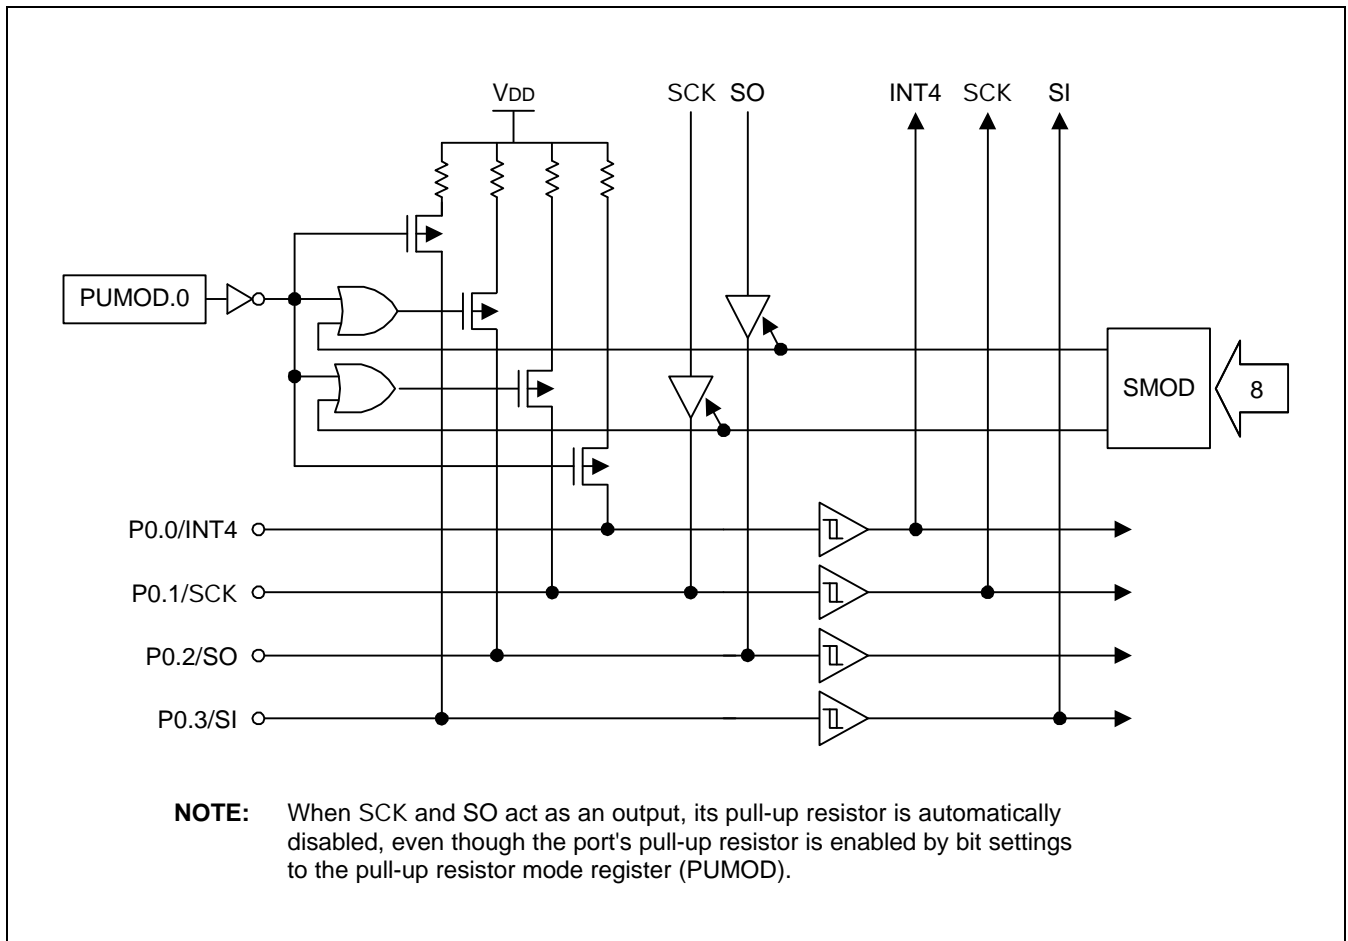 VDD SCK SO INT4 SCK SI
PUMOD.0
SMOD
8
P0.0/INT4
P0.1/SCK
P0.2/SO
P0.3/SI
NOTE: When SCK and SO act as an output, its pull-up resistor is automatically
disabled, even though the port's pull-up resistor is enabled by bit settings
to the pull-up resistor mode register (PUMOD).